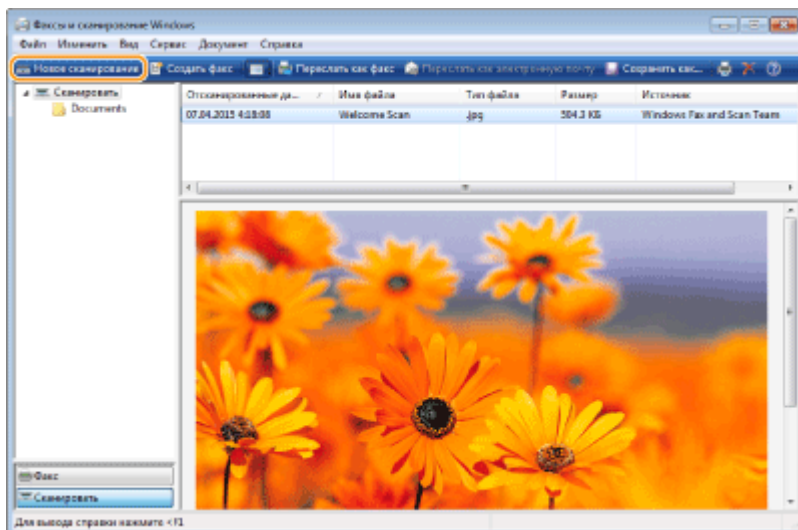 Факсы и сканирование Windows
Файл Изменить Вид Сервис Документ Справка
Новое сканирование Создать факс Переслать как факс Переслать как электронную почту Сохранить как...
Сканировать
Documents
Отсканированные да... Имя файла Тип файла Размер Источник
07.04.2015 4:18:08 Welcome Scan .jpg 504.3 КБ Windows Fax and Scan Team
Факс
Сканировать
Для вывода справки нажмите <F1